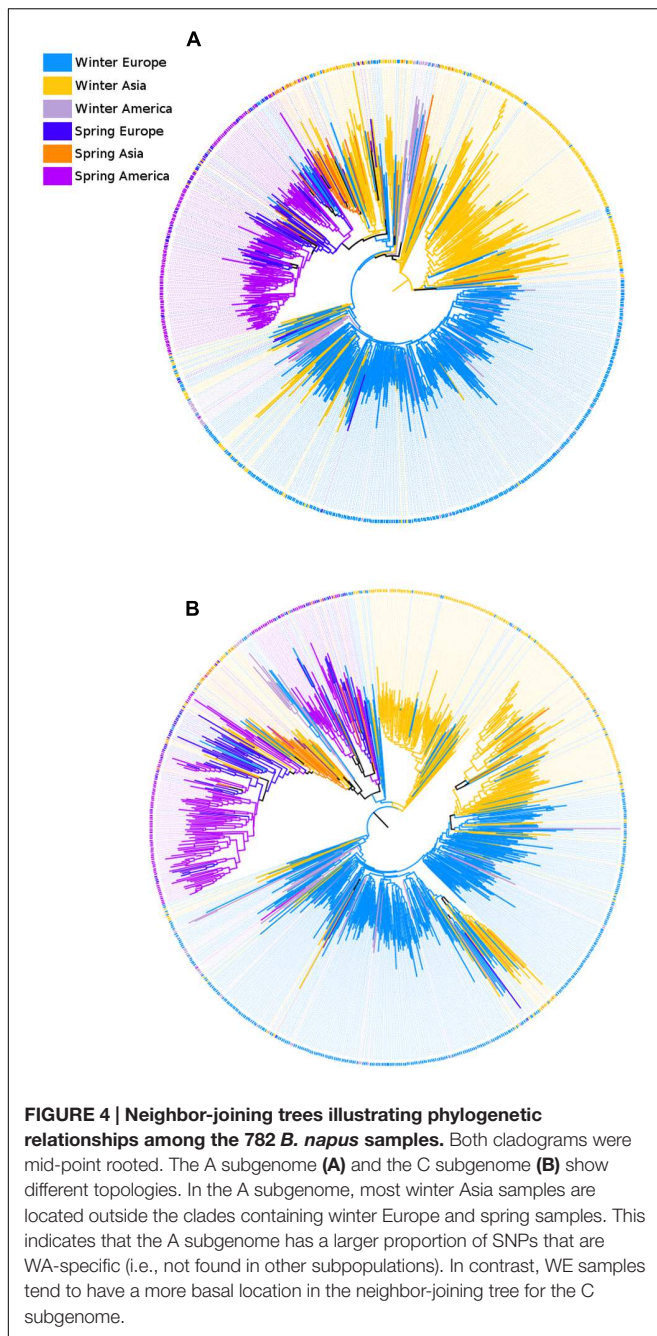 A
Winter Europe
Winter Asia
Winter America
Spring Europe
Spring Asia
Spring America
B
FIGURE 4 | Neighbor-joining trees illustrating phylogenetic
relationships among the 782 B. napus samples. Both cladograms were
mid-point rooted. The A subgenome (A) and the C subgenome (B) show
different topologies. In the A subgenome, most winter Asia samples are
located outside the clades containing winter Europe and spring samples. This
indicates that the A subgenome has a larger proportion of SNPs that are
WA-specific (i.e., not found in other subpopulations). In contrast, WE samples
tend to have a more basal location in the neighbor-joining tree for the C
subgenome.